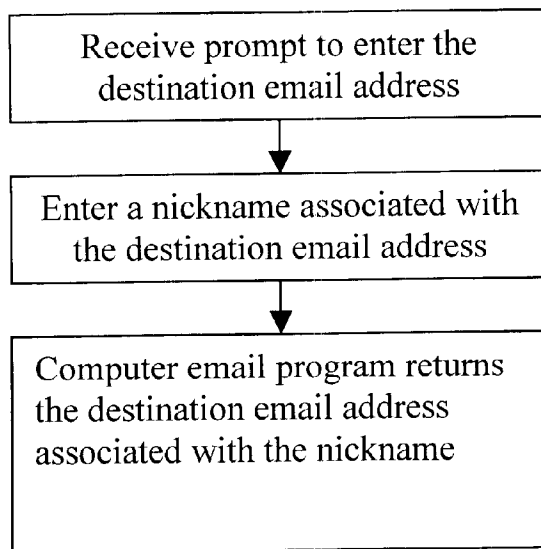 Receive prompt to enter the
destination email address
Enter a nickname associated with
the destination email address
Computer email program returns
the destination email address
associated with the nickname